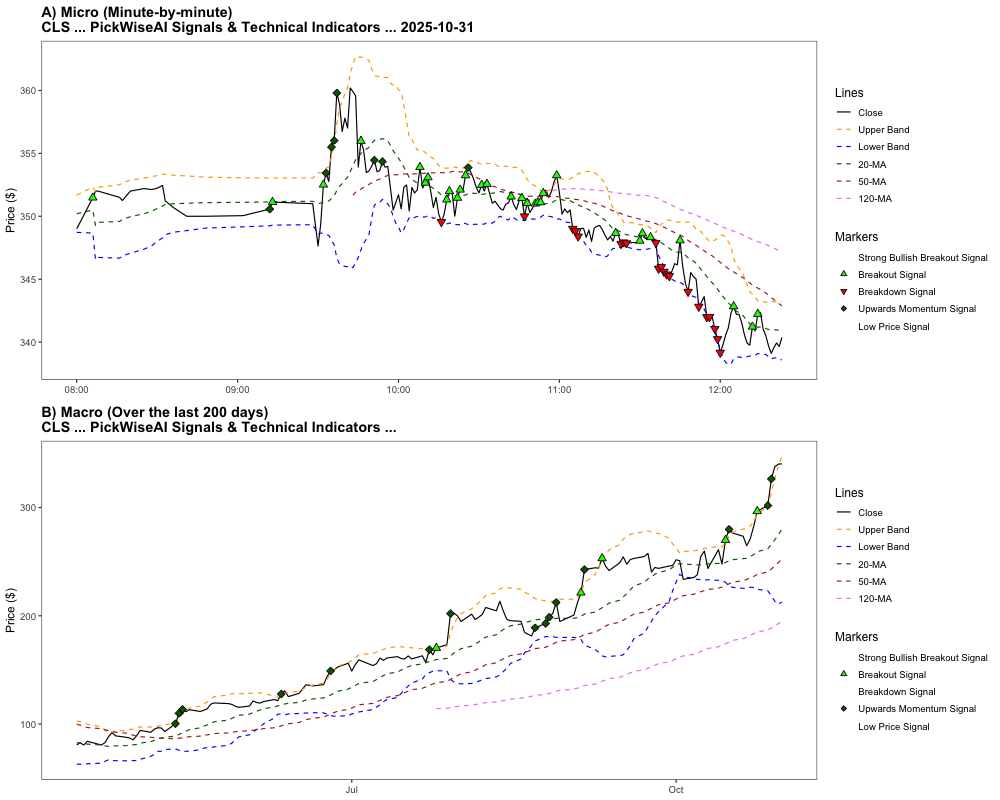 A) Micro (Minute-by-minute)
CLS ... PickWiseAI Signals & Technical Indicators ... 2025-10-31
Price ($)
360
355
350
345
340
08:00
09:00
10:00
11:00
12:00
Lines
Close
Upper Band
Lower Band
20-MA
50-MA
120-MA
Markers
Strong Bullish Breakout Signal
Breakout Signal
Breakdown Signal
Upwards Momentum Signal
Low Price Signal
B) Macro (Over the last 200 days)
CLS ... PickWiseAI Signals & Technical Indicators ...
Price ($)
300
200
100
Jul
Oct
Lines
Close
Upper Band
Lower Band
20-MA
50-MA
120-MA
Markers
Strong Bullish Breakout Signal
Breakout Signal
Breakdown Signal
Upwards Momentum Signal
Low Price Signal